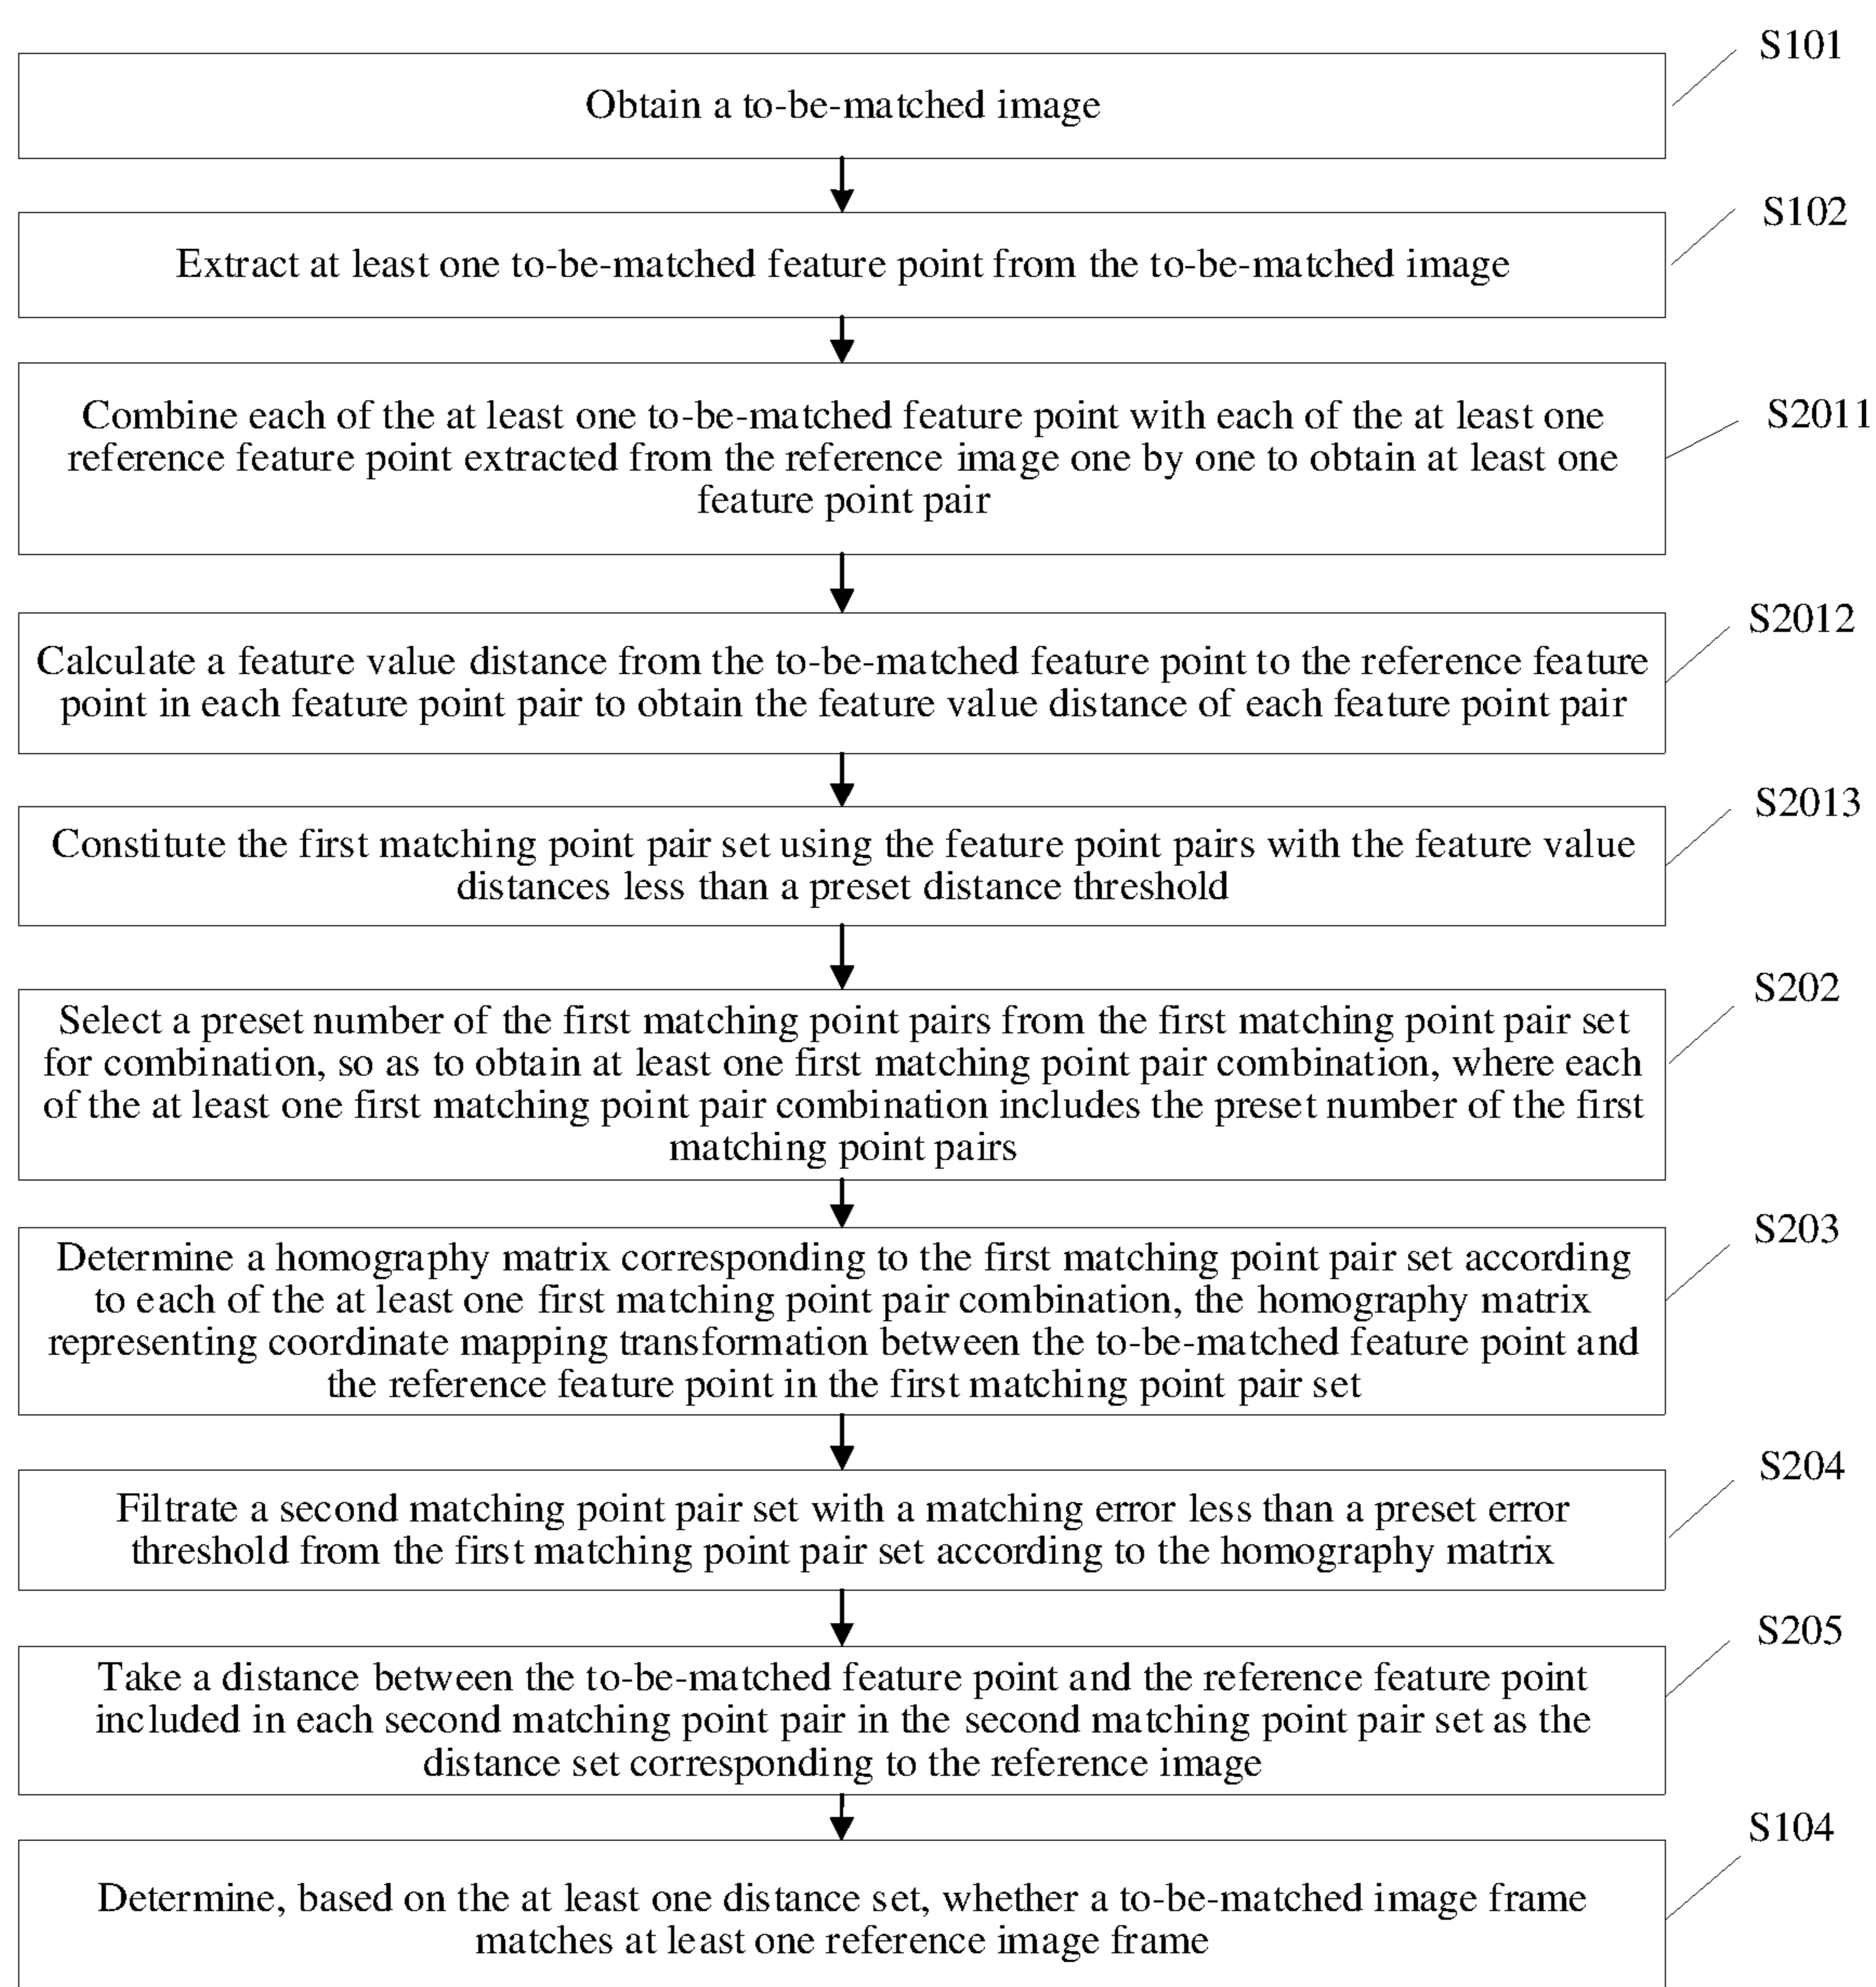 S101
Obtain a to-be-matched image
S102
Extract at least one to-be-matched feature point from the to-be-matched image
S2011
Combine each of the at least one to-be-matched feature point with each of the at least one
reference feature point extracted from the reference image one by one to obtain at least one
feature point pair
S2012
Calculate a feature value distance from the to-be-matched feature point to the reference feature
point in each feature point pair to obtain the feature value distance of each feature point pair
S2013
Constitute the first matching point pair set using the feature point pairs with the feature value
distances less than a preset distance threshold
S202
Select a preset number of the first matching point pairs from the first matching point pair set
for combination, so as to obtain at least one first matching point pair combination, where each
of the at least one first matching point pair combination includes the preset number of the first
matching point pairs
S203
Determine a homography matrix corresponding to the first matching point pair set according
to each of the at least one first matching point pair combination, the homography matrix
representing coordinate mapping transformation between the to-be-matched feature point and
the reference feature point in the first matching point pair set
S204
Filtrate a second matching point pair set with a matching error less than a preset error
threshold from the first matching point pair set according to the homography matrix
S205
Take a distance between the to-be-matched feature point and the reference feature point
included in each second matching point pair in the second matching point pair set as the
distance set corresponding to the reference image
S104
Determine, based on the at least one distance set, whether a to-be-matched image frame
matches at least one reference image frame